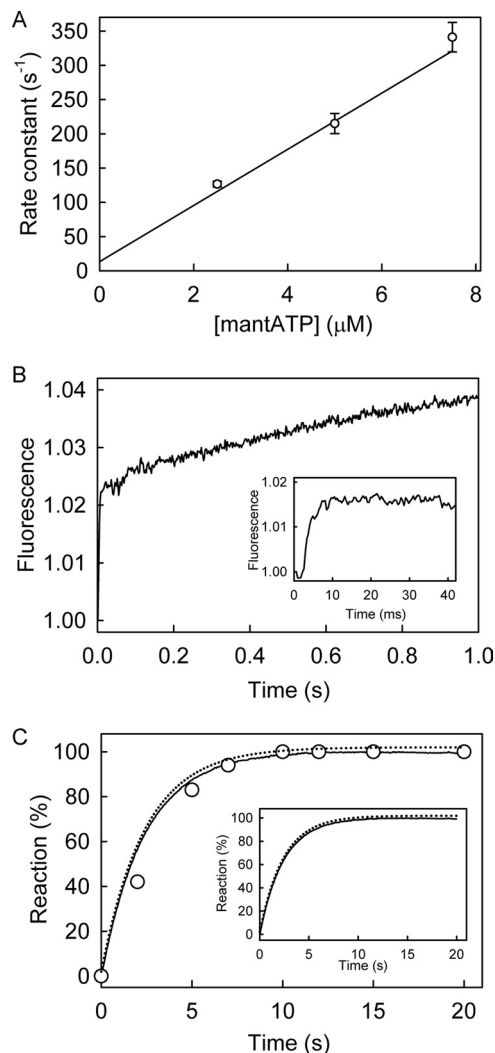 A
Rate constant (s⁻¹)
350
300
250
200
150
100
50
0
0 2 4 6 8
[mantATP] (μM)
B
Fluorescence
1.04
1.03
1.02
1.01
1.00
0.0 0.2 0.4 0.6 0.8 1.0
Time (s)
Fluorescence
1.02
1.01
1.00
0 10 20 30 40
Time (ms)
C
Reaction (%)
100
80
60
40
20
0
0 5 10 15 20
Time (s)
Reaction (%)
100
80
60
40
20
0
0 5 10 15 20
Time (s)